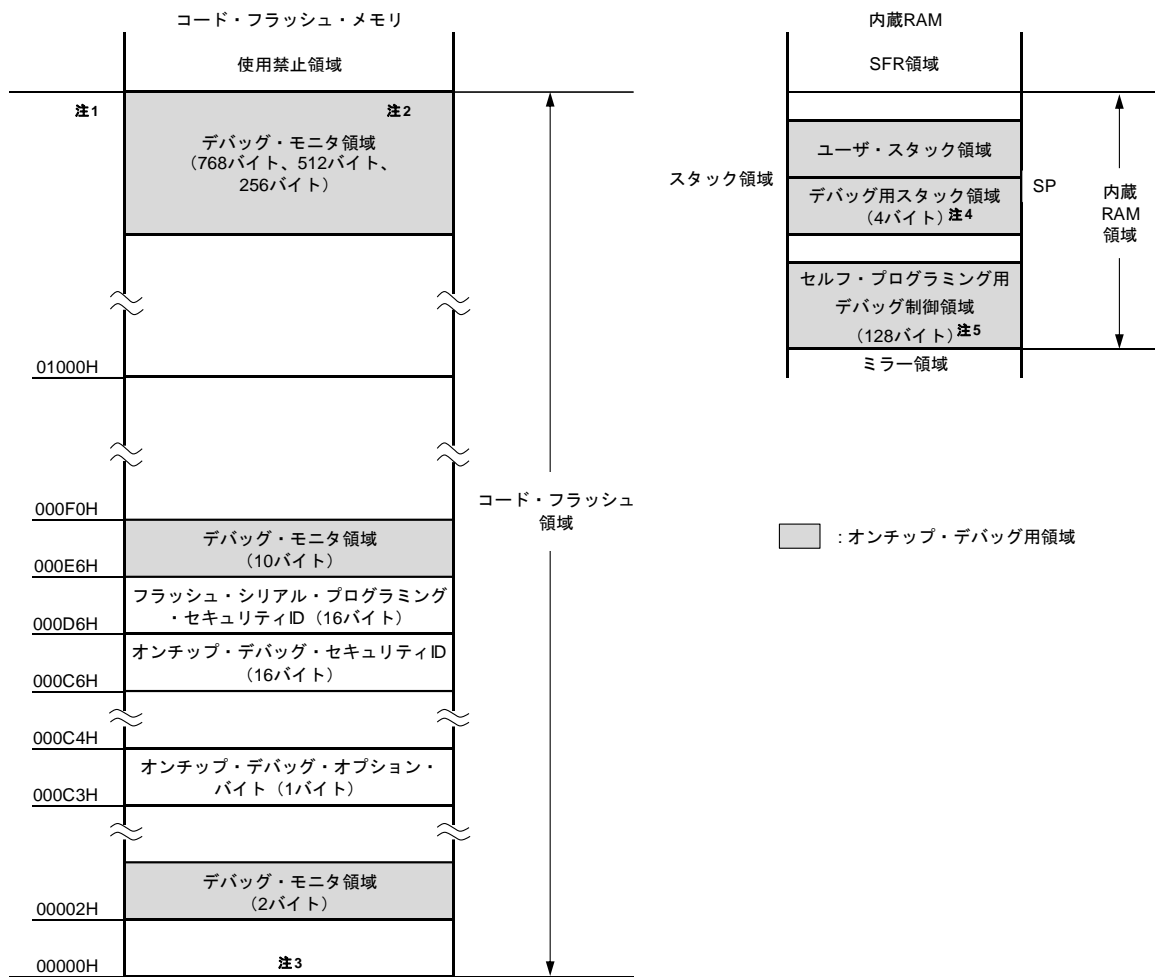 コード・フラッシュ・メモリ
使用禁止領域
注1
注2
デバッグ・モニタ領域
（768バイト、512バイト、
256バイト）
01000H
000F0H
デバッグ・モニタ領域
（10バイト）
000E6H
フラッシュ・シリアル・プログラミング
・セキュリティID（16バイト）
000D6H
オンチップ・デバッグ・セキュリティID
（16バイト）
000C6H
000C4H
オンチップ・デバッグ・オプション・
バイト（1バイト）
000C3H
デバッグ・モニタ領域
（2バイト）
00002H
注3
00000H
コード・フラッシュ
領域
内蔵RAM
SFR領域
ユーザ・スタック領域
スタック領域
デバッグ用スタック領域
（4バイト）注4
SP
内蔵
RAM
領域
セルフ・プログラミング用
デバッグ制御領域
（128バイト）注5
ミラー領域
：オンチップ・デバッグ用領域